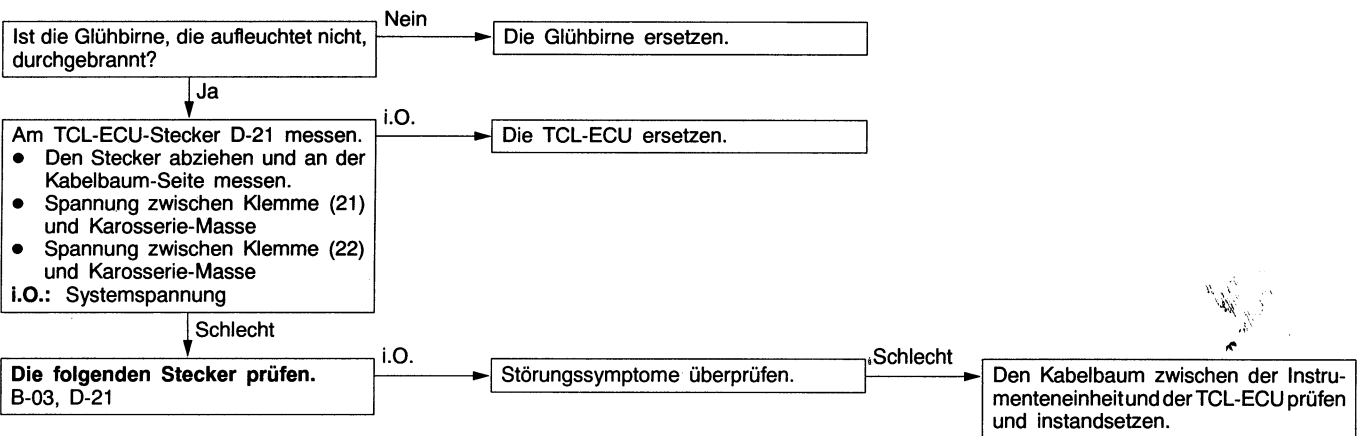 Nein
Ist die Glühbirne, die aufleuchtet nicht,
durchgebrannt?
Die Glühbirne ersetzen.
Ja
Am TCL-ECU-Stecker D-21 messen.
● Den Stecker abziehen und an der
Kabelbaum-Seite messen.
● Spannung zwischen Klemme (21)
und Karosserie-Masse
● Spannung zwischen Klemme (22)
und Karosserie-Masse
i.O.: Systemspannung
i.O.
Die TCL-ECU ersetzen.
Schlecht
Die folgenden Stecker prüfen.
B-03, D-21
i.O.
Störungssymptome überprüfen.
Schlecht
Den Kabelbaum zwischen der Instru-
menteneinheit und der TCL-ECU prüfen
und instandsetzen.